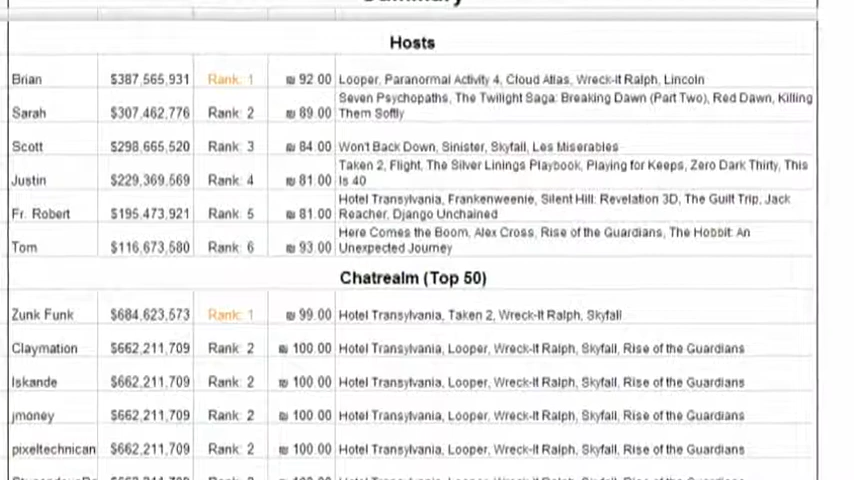 Summary
Hosts
Brian $387,565,931 Rank: 1 ₪ 92.00 Looper, Paranormal Activity 4, Cloud Atlas, Wreck-It Ralph, Lincoln
Sarah $307,462,776 Rank: 2 ₪ 89.00 Seven Psychopaths, The Twilight Saga: Breaking Dawn (Part Two), Red Dawn, Killing
Them Softly
Scott $298,665,520 Rank: 3 ₪ 84.00 Won't Back Down, Sinister, Skyfall, Les Miserables
Justin $229,369,569 Rank: 4 ₪ 81.00 Taken 2, Flight, The Silver Linings Playbook, Playing for Keeps, Zero Dark Thirty, This
Is 40
Fr. Robert $195,473,921 Rank: 5 ₪ 81.00 Hotel Transylvania, Frankenweenie, Silent Hill: Revelation 3D, The Guilt Trip, Jack
Reacher, Django Unchained
Tom $116,673,580 Rank: 6 ₪ 93.00 Here Comes the Boom, Alex Cross, Rise of the Guardians, The Hobbit: An
Unexpected Journey
Chatrealm (Top 50)
Zunk Funk $684,623,573 Rank: 1 ₪ 99.00 Hotel Transylvania, Taken 2, Wreck-It Ralph, Skyfall
Claymation $662,211,709 Rank: 2 ₪ 100.00 Hotel Transylvania, Looper, Wreck-It Ralph, Skyfall, Rise of the Guardians
Iskande $662,211,709 Rank: 2 ₪ 100.00 Hotel Transylvania, Looper, Wreck-It Ralph, Skyfall, Rise of the Guardians
jmoney $662,211,709 Rank: 2 ₪ 100.00 Hotel Transylvania, Looper, Wreck-It Ralph, Skyfall, Rise of the Guardians
pixeltechnican $662,211,709 Rank: 2 ₪ 100.00 Hotel Transylvania, Looper, Wreck-It Ralph, Skyfall, Rise of the Guardians